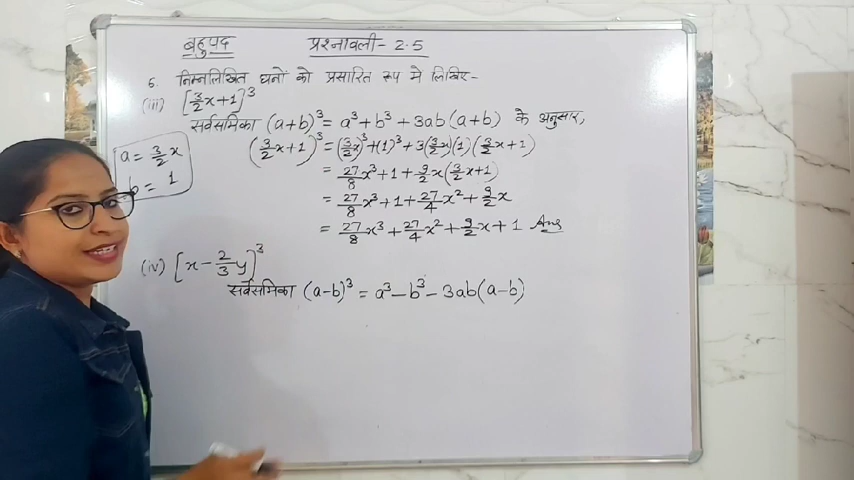 बहुपद प्रश्नावली - 2.5
6. निम्नलिखित घनों को प्रसारित रूप मे लिखिए-
(iii) [3/2x+1]^3
सर्वसमिका (a+b)^3 = a^3 + b^3 + 3ab(a+b) के अनुसार,
a = 3/2x
b = 1
(3/2x+1)^3 = (3/2x)^3+(1)^3+3(3/2x)(1)(3/2x+1)
= 27/8x^3+1+9/2x(3/2x+1)
= 27/8x^3+1+27/4x^2+9/2x
= 27/8x^3+27/4x^2+9/2x+1 Ans
(iv) [x-2/3y]^3
सर्वसमिका (a-b)^3 = a^3-b^3-3ab(a-b)